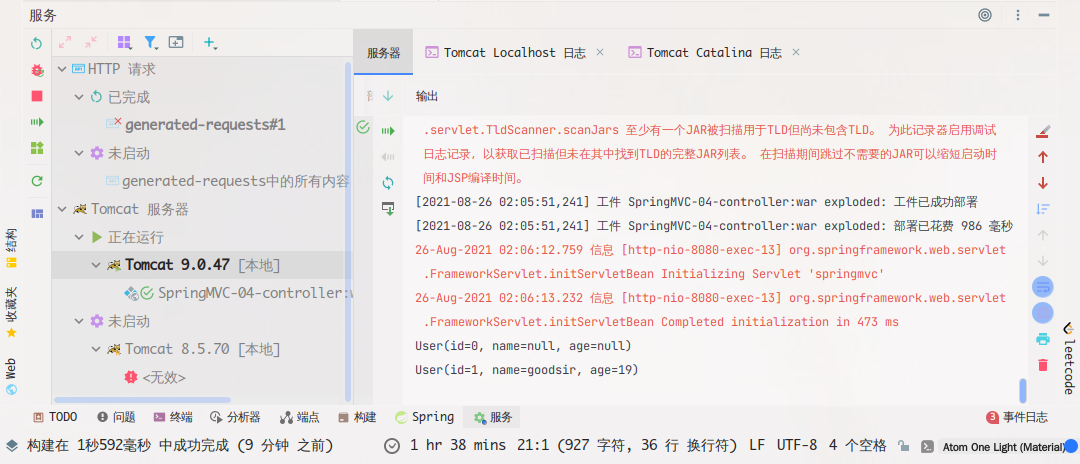 服务
HTTP 请求
已完成
generated-requests#1
未启动
generated-requests中的所有内容
Tomcat 服务器
正在运行
Tomcat 9.0.47 [本地]
SpringMVC-04-controller:
未启动
Tomcat 8.5.70 [本地]
<无效>
服务器
Tomcat Localhost 日志
Tomcat Catalina 日志
输出
.servlet.TldScanner.scanJars 至少有一个JAR被扫描用于TLD但尚未包含TLD。 为此记录器启用调试
日志记录，以获取已扫描但未在其中找到TLD的完整JAR列表。 在扫描期间跳过不需要的JAR可以缩短启动时
间和JSP编译时间。
[2021-08-26 02:05:51,241] 工件 SpringMVC-04-controller:war exploded: 工件已成功部署
[2021-08-26 02:05:51,241] 工件 SpringMVC-04-controller:war exploded: 部署已花费 986 毫秒
26-Aug-2021 02:06:12.759 信息 [http-nio-8080-exec-13] org.springframework.web.servlet
.FrameworkServlet.initServletBean Initializing Servlet 'springmvc'
26-Aug-2021 02:06:13.232 信息 [http-nio-8080-exec-13] org.springframework.web.servlet
.FrameworkServlet.initServletBean Completed initialization in 473 ms
User(id=0, name=null, age=null)
User(id=1, name=goodsir, age=19)
结构
收藏夹
Web
leetcode
TODO
问题
终端
分析器
端点
构建
Spring
服务
3 事件日志
构建在 1秒592毫秒 中成功完成 (9 分钟 之前)
1 hr 38 mins
21:1 (927 字符, 36 行 换行符)
LF
UTF-8
4 个空格
Atom One Light (Material)